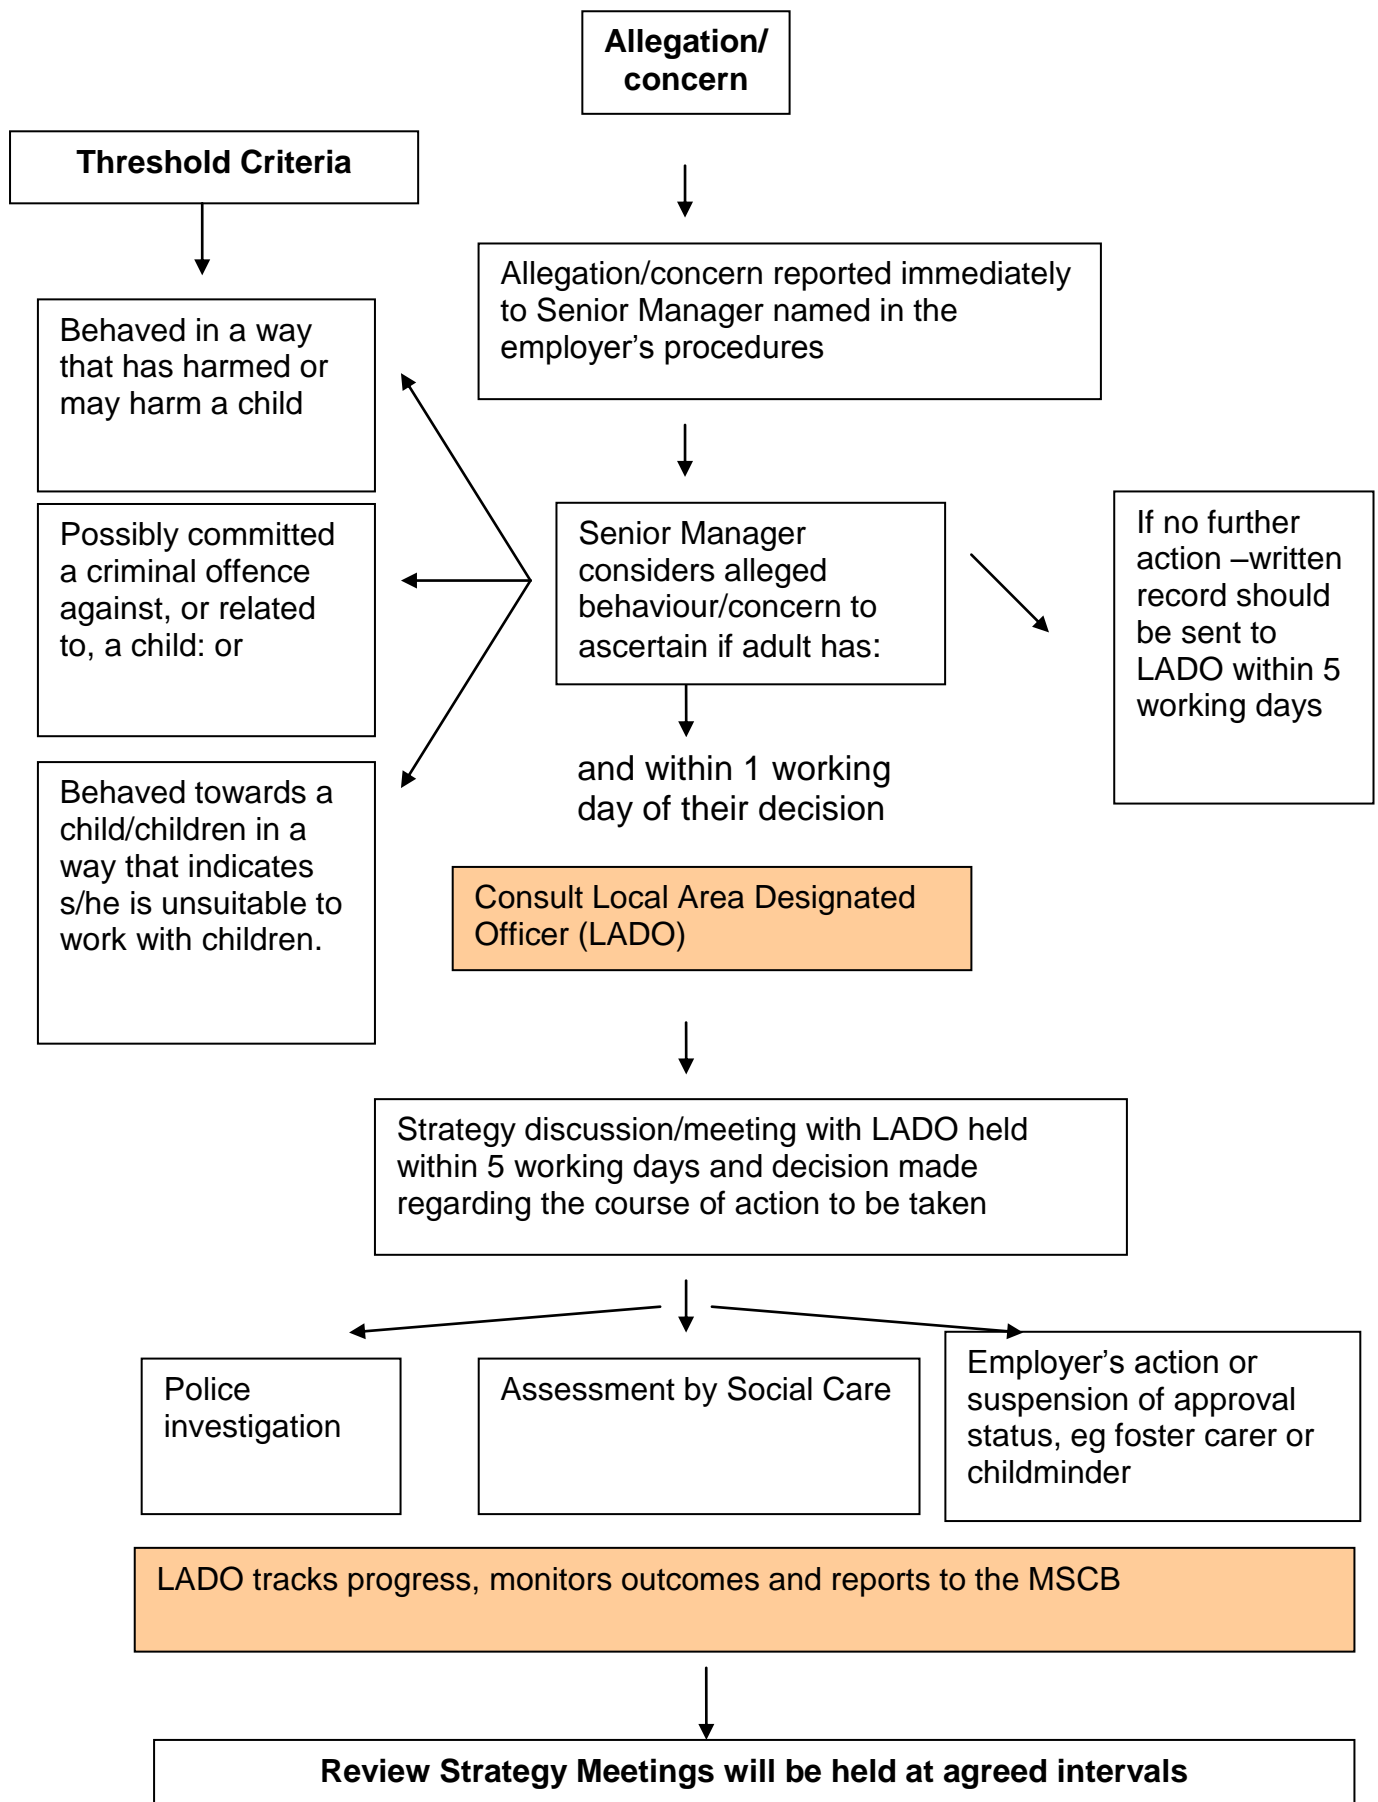 Allegation/
concern
Threshold Criteria
Allegation/concern reported immediately
to Senior Manager named in the
employer’s procedures
Behaved in a way
that has harmed or
may harm a child
Possibly committed
a criminal offence
against, or related
to, a child: or
Behaved towards a
child/children in a
way that indicates
s/he is unsuitable to
work with children.
Senior Manager
considers alleged
behaviour/concern to
ascertain if adult has:
If no further
action –written
record should
be sent to
LADO within 5
working days
and within 1 working
day of their decision
Consult Local Area Designated
Officer (LADO)
Strategy discussion/meeting with LADO held
within 5 working days and decision made
regarding the course of action to be taken
Police
investigation
Assessment by Social Care
Employer’s action or
suspension of approval
status, eg foster carer or
childminder
LADO tracks progress, monitors outcomes and reports to the MSCB
Review Strategy Meetings will be held at agreed intervals